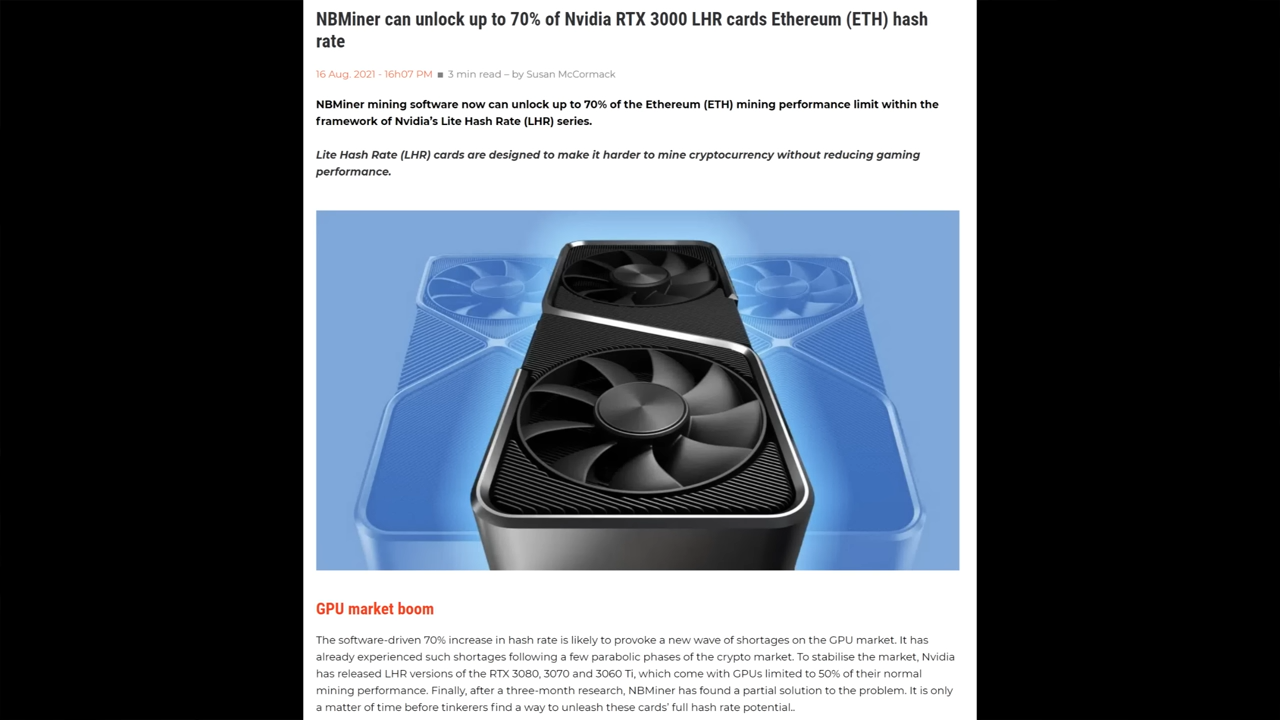 NBMiner can unlock up to 70% of Nvidia RTX 3000 LHR cards Ethereum (ETH) hash
rate
16 Aug. 2021 - 16h07 PM ■ 3 min read – by Susan McCormack
NBMiner mining software now can unlock up to 70% of the Ethereum (ETH) mining performance limit within the
framework of Nvidia’s Lite Hash Rate (LHR) series.
Lite Hash Rate (LHR) cards are designed to make it harder to mine cryptocurrency without reducing gaming
performance.
GPU market boom
The software-driven 70% increase in hash rate is likely to provoke a new wave of shortages on the GPU market. It has
already experienced such shortages following a few parabolic phases of the crypto market. To stabilise the market, Nvidia
has released LHR versions of the RTX 3080, 3070 and 3060 Ti, which come with GPUs limited to 50% of their normal
mining performance. Finally, after a three-month research, NBMiner has found a partial solution to the problem. It is only
a matter of time before tinkerers find a way to unleash these cards’ full hash rate potential..